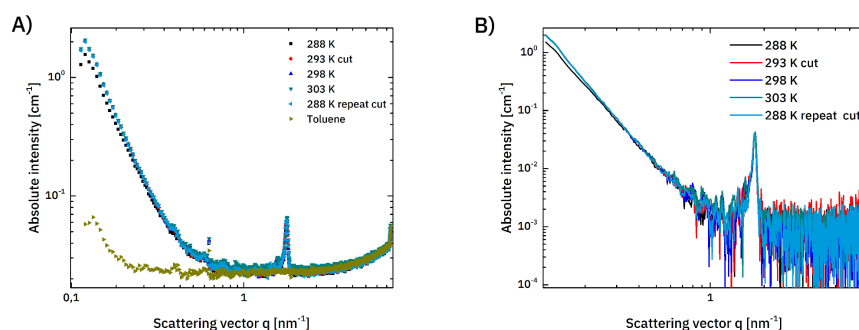 A)
Absolute intensity [cm-1]
10⁰
10⁻¹
0,1
1
Scattering vector q [nm⁻¹]
288 K
293 K cut
298 K
303 K
288 K repeat cut
Toluene
B)
Absolute intensity [cm⁻¹]
10⁰
10⁻¹
10⁻²
10⁻³
10⁻⁴
1
Scattering vector q [nm⁻¹]
288 K
293 K cut
298 K
303 K
288 K repeat cut